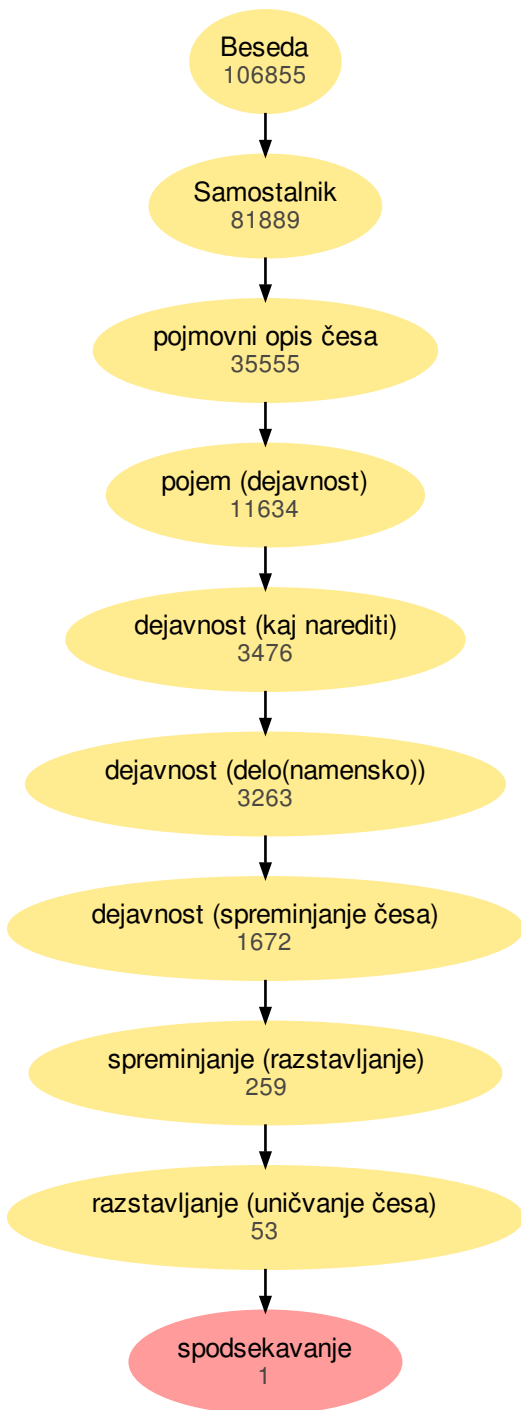 Beseda
106855
Samostalnik
81889
pojmovni opis česa
35555
pojem (dejavnost)
11634
dejavnost (kaj narediti)
3476
dejavnost (delo(namensko))
3263
dejavnost (spreminjanje česa)
1672
spreminjanje (razstavljanje)
259
razstavljanje (uničvanje česa)
53
spodsekavanje
1